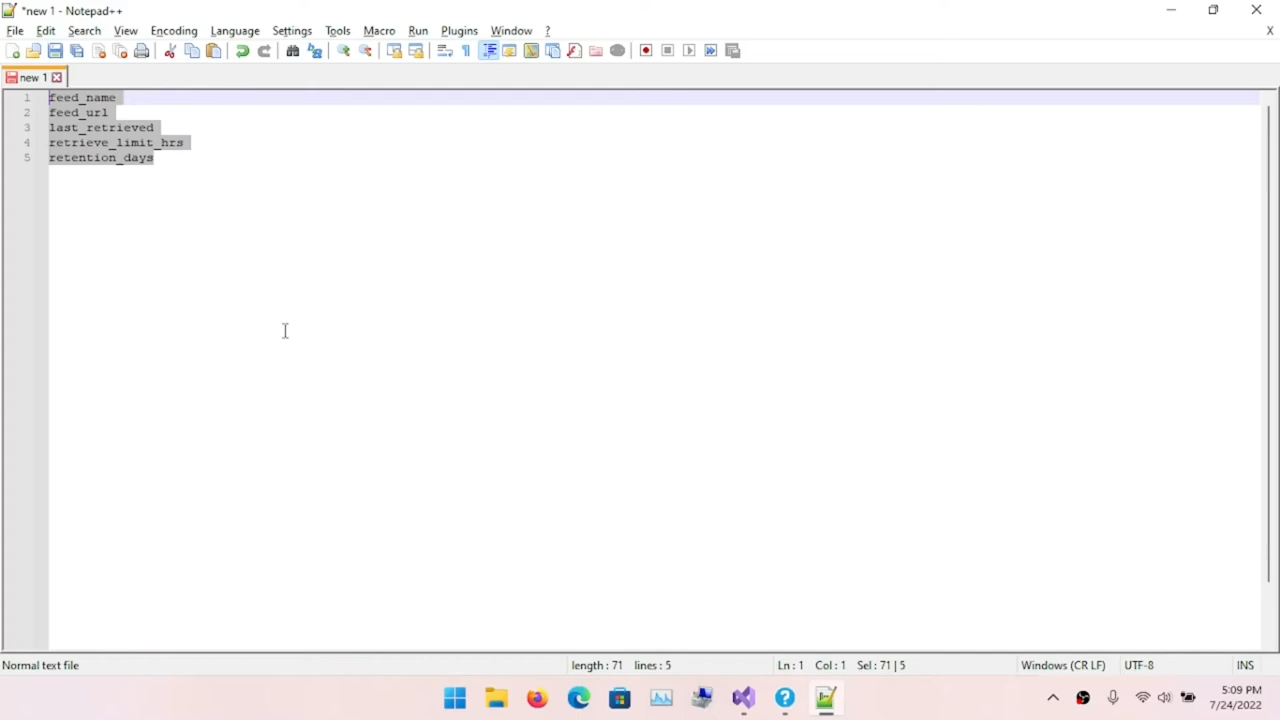 *new 1 - Notepad++
File Edit Search View Encoding Language Settings Tools Macro Run Plugins Window ? X
new 1
1 feed_name
2 feed_url
3 last_retrieved
4 retrieve_limit_hrs
5 retention_days
Normal text file length : 71 lines : 5 Ln : 1 Col : 1 Sel : 71 | 5 Windows (CR LF) UTF-8 INS
5:09 PM
7/24/2022